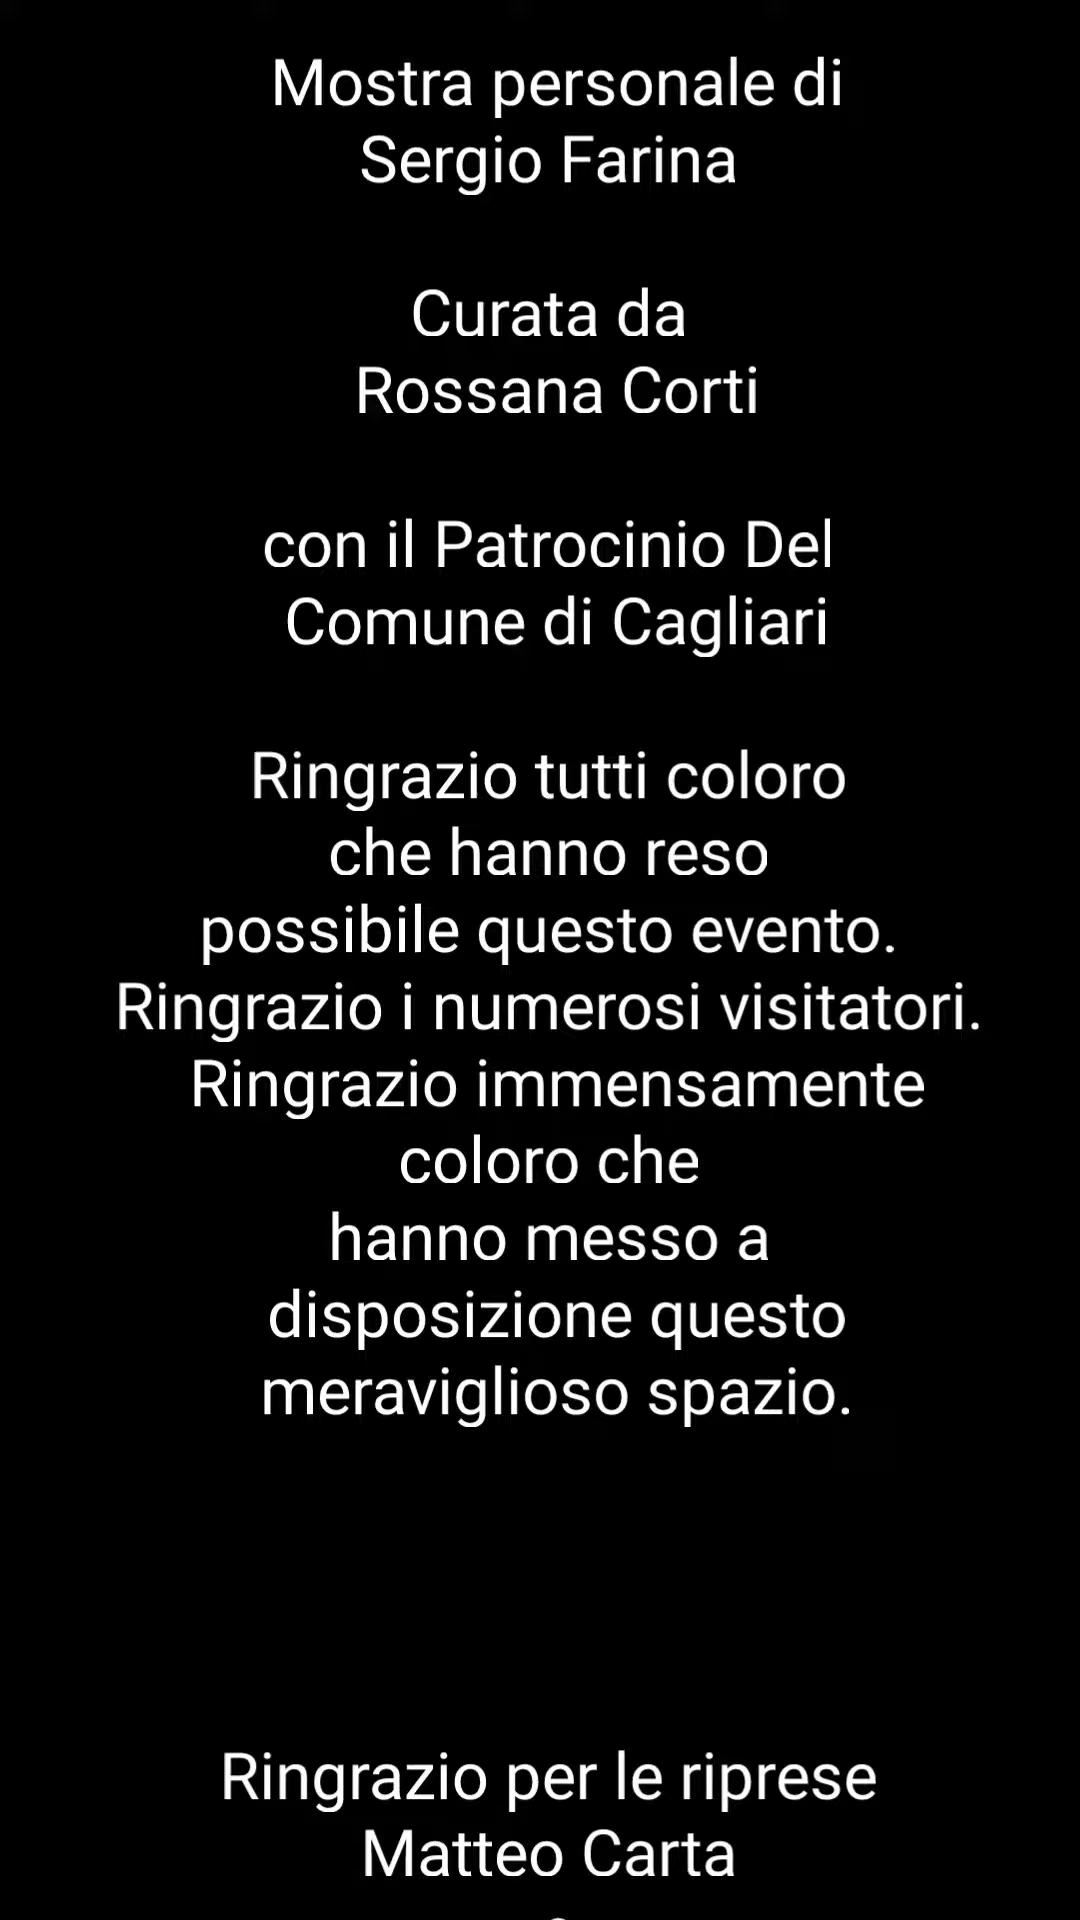 Mostra personale di
Sergio Farina
Curata da
Rossana Corti
con il Patrocinio Del
Comune di Cagliari
Ringrazio tutti coloro
che hanno reso
possibile questo evento.
Ringrazio i numerosi visitatori.
Ringrazio immensamente
coloro che
hanno messo a
disposizione questo
meraviglioso spazio.
Ringrazio per le riprese
Matteo Carta